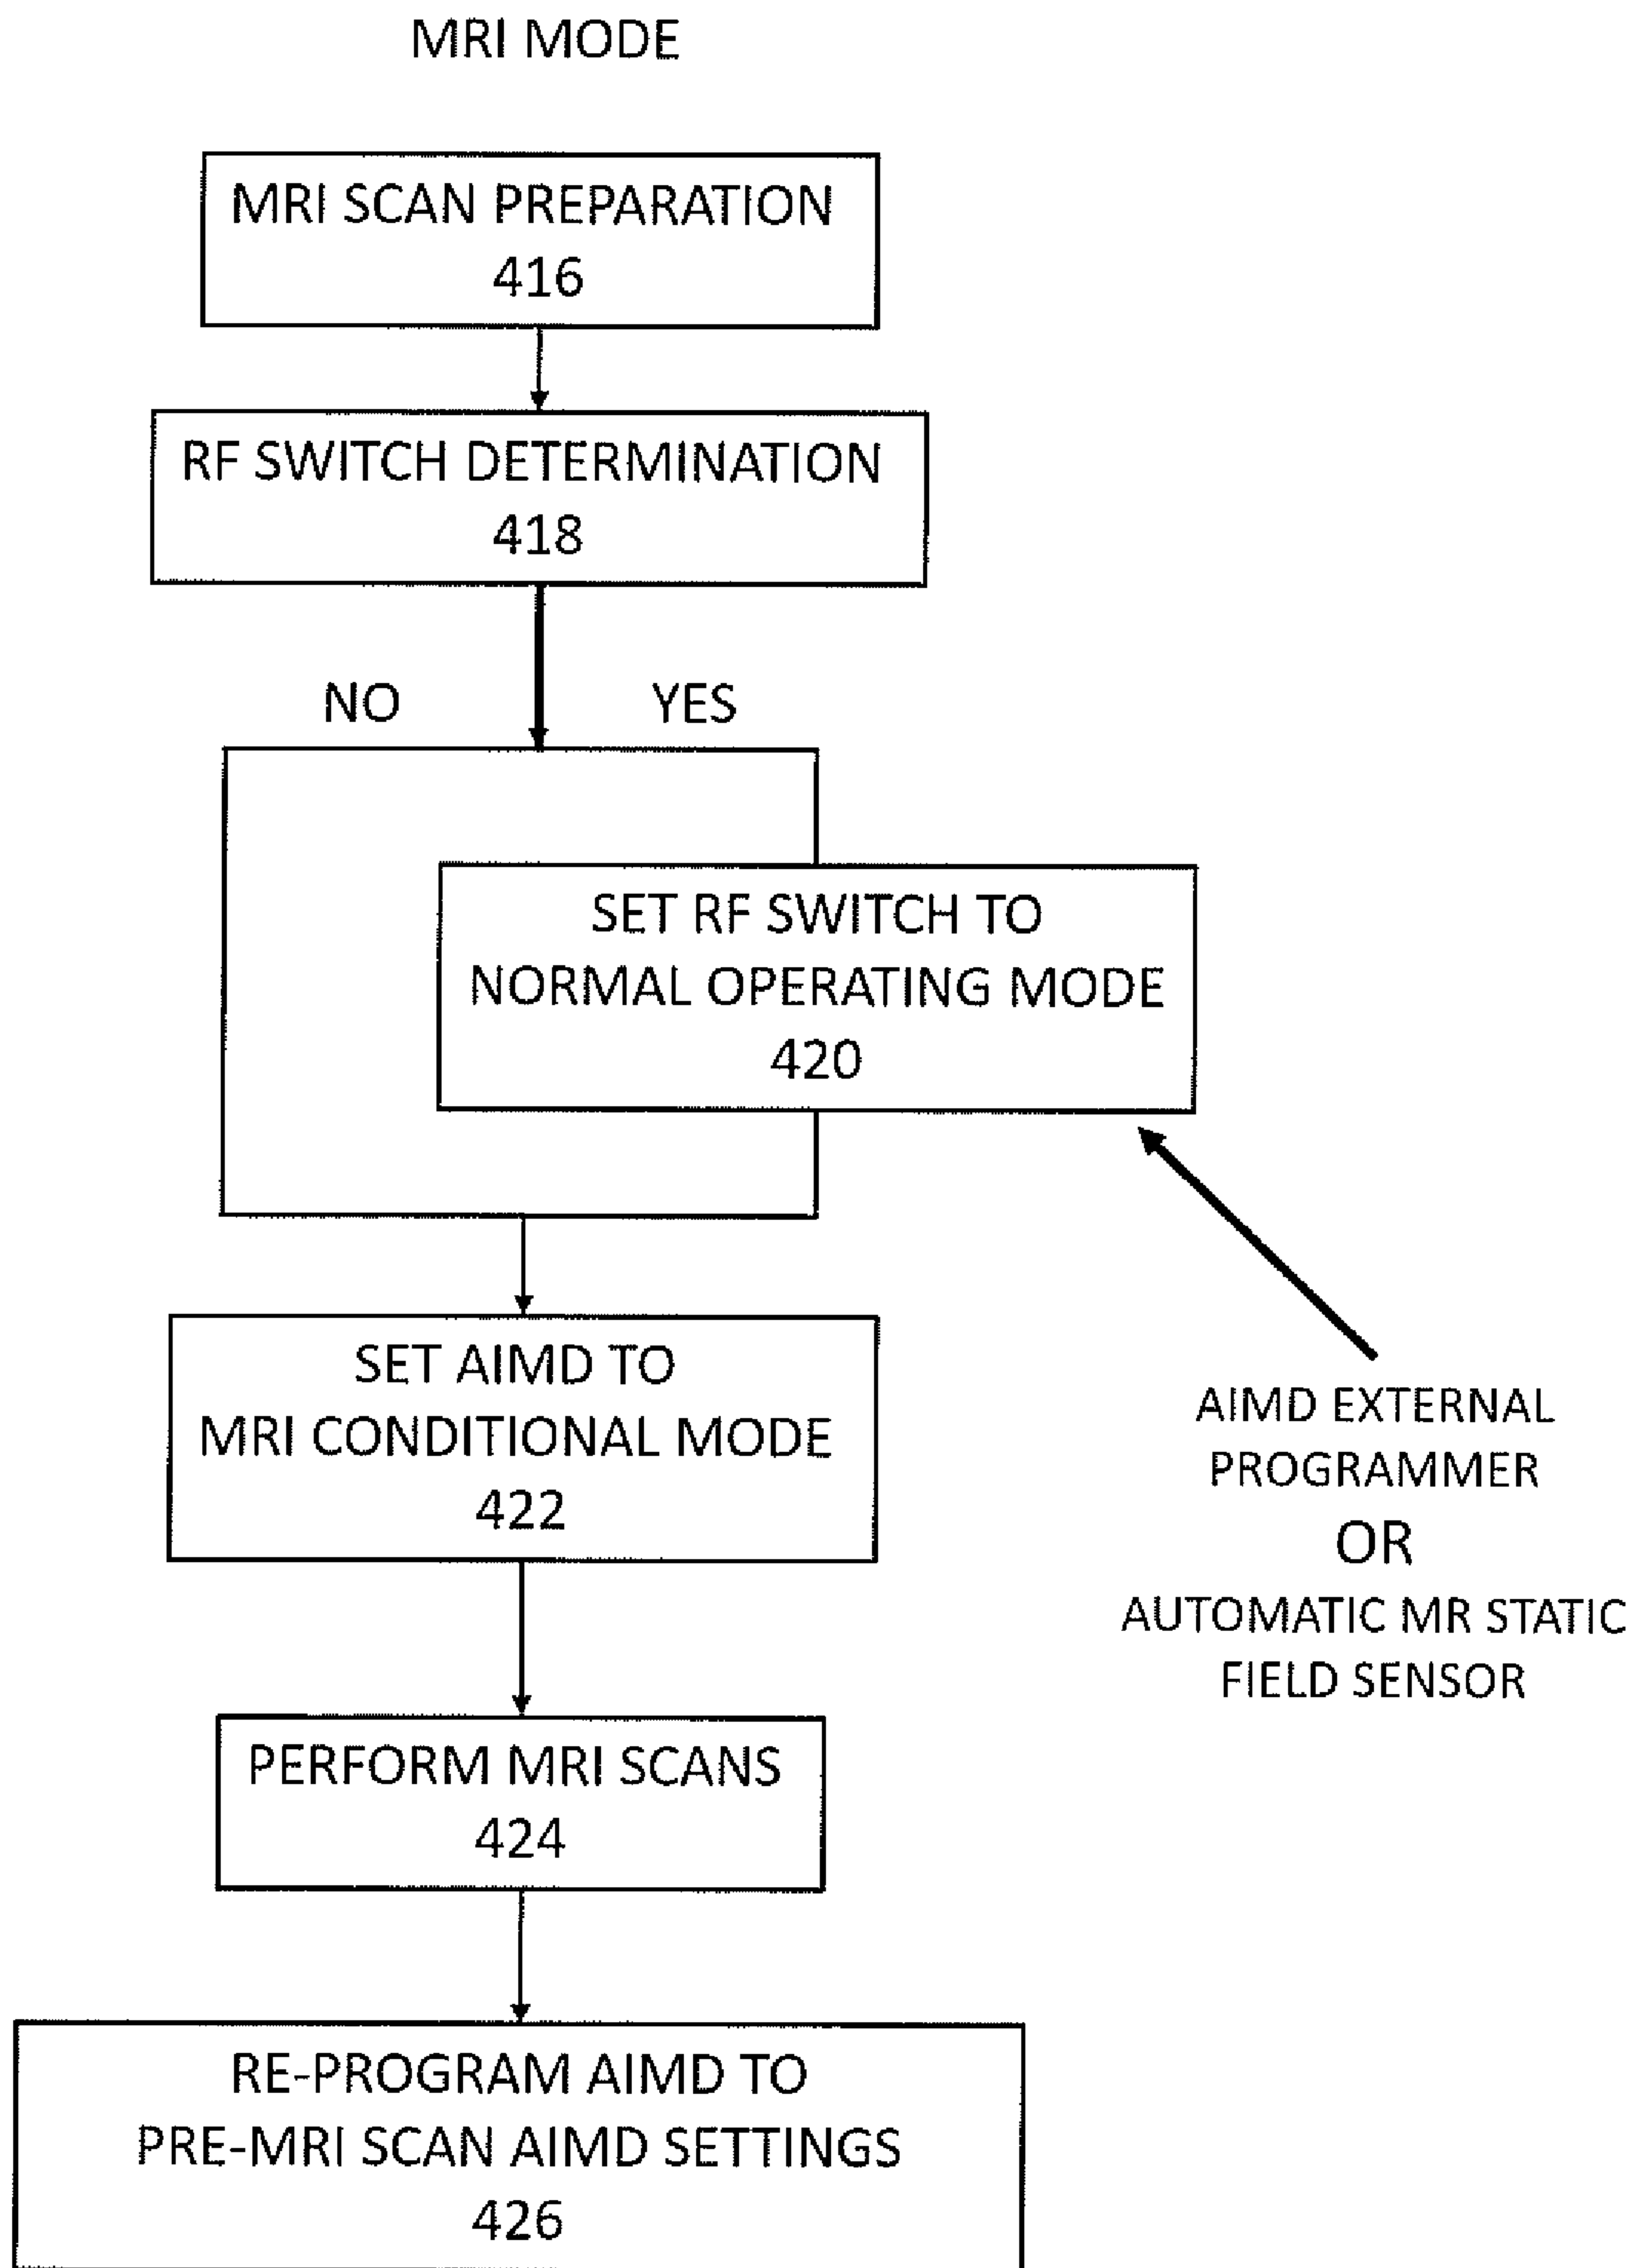 MRI MODE
MRI SCAN PREPARATION
416
RF SWITCH DETERMINATION
418
NO
YES
SET RF SWITCH TO
NORMAL OPERATING MODE
420
SET AIMD TO
MRI CONDITIONAL MODE
422
AIMD EXTERNAL
PROGRAMMER
OR
AUTOMATIC MR STATIC
FIELD SENSOR
PERFORM MRI SCANS
424
RE-PROGRAM AIMD TO
PRE-MRI SCAN AIMD SETTINGS
426